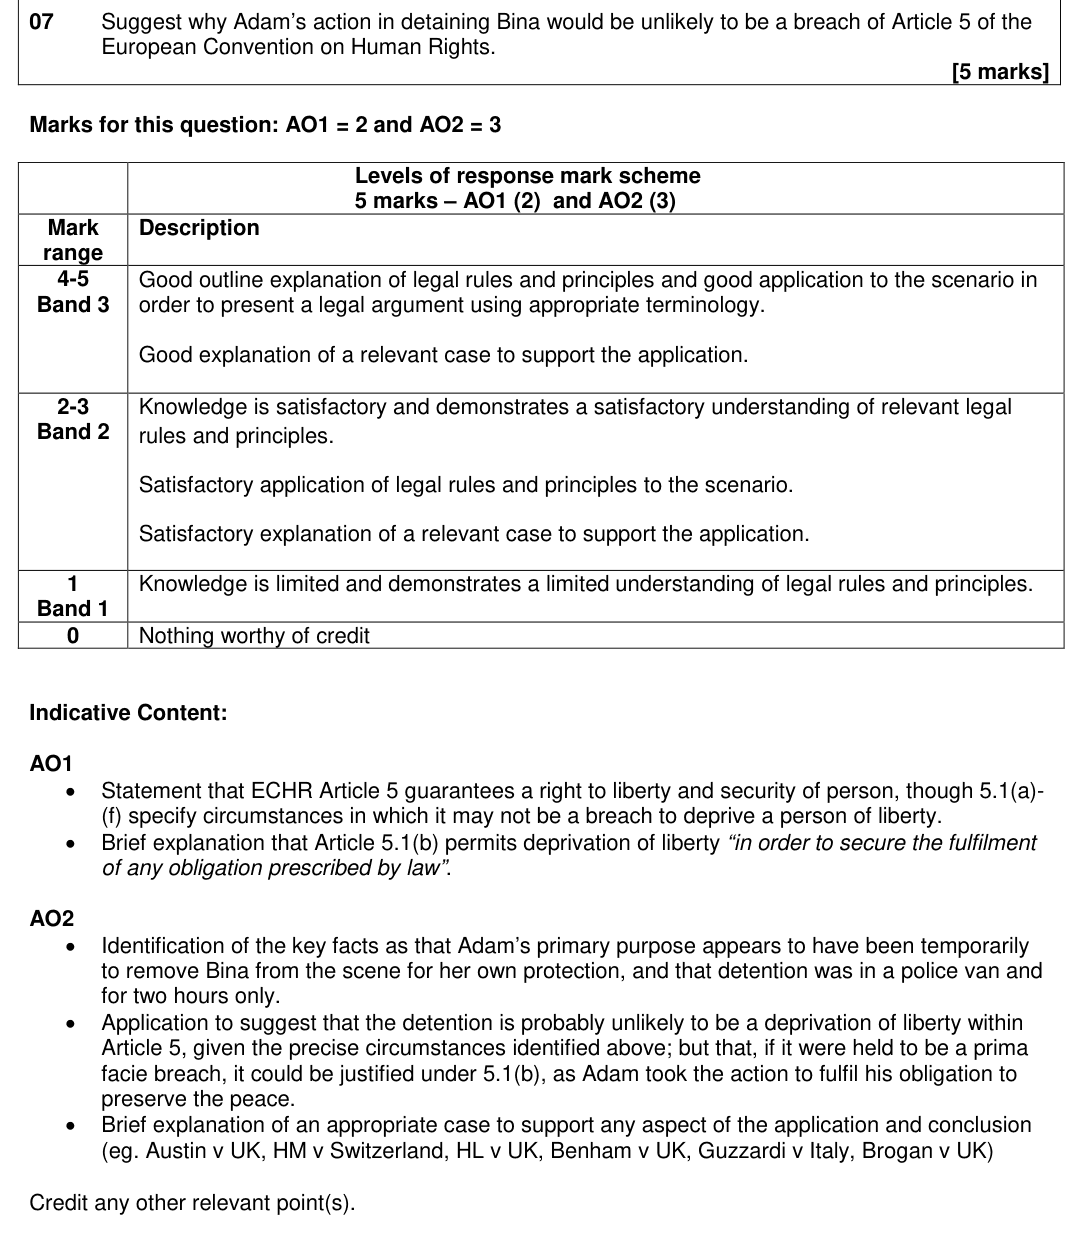 07 Suggest why Adam’s action in detaining Bina would be unlikely to be a breach of Article 5 of the
European Convention on Human Rights.
[5 marks]
Marks for this question: AO1 = 2 and AO2 = 3
Levels of response mark scheme
5 marks – AO1 (2)  and AO2 (3)
Mark
range
Description
4-5
Band 3
Good outline explanation of legal rules and principles and good application to the scenario in
order to present a legal argument using appropriate terminology.
Good explanation of a relevant case to support the application.
2-3
Band 2
Knowledge is satisfactory and demonstrates a satisfactory understanding of relevant legal
rules and principles.
Satisfactory application of legal rules and principles to the scenario.
Satisfactory explanation of a relevant case to support the application.
1
Band 1
Knowledge is limited and demonstrates a limited understanding of legal rules and principles.
0 Nothing worthy of credit
Indicative Content:
AO1
• Statement that ECHR Article 5 guarantees a right to liberty and security of person, though 5.1(a)-
(f) specify circumstances in which it may not be a breach to deprive a person of liberty.
• Brief explanation that Article 5.1(b) permits deprivation of liberty “in order to secure the fulfilment
of any obligation prescribed by law”.
AO2
• Identification of the key facts as that Adam’s primary purpose appears to have been temporarily
to remove Bina from the scene for her own protection, and that detention was in a police van and
for two hours only.
• Application to suggest that the detention is probably unlikely to be a deprivation of liberty within
Article 5, given the precise circumstances identified above; but that, if it were held to be a prima
facie breach, it could be justified under 5.1(b), as Adam took the action to fulfil his obligation to
preserve the peace.
• Brief explanation of an appropriate case to support any aspect of the application and conclusion
(eg. Austin v UK, HM v Switzerland, HL v UK, Benham v UK, Guzzardi v Italy, Brogan v UK)
Credit any other relevant point(s).